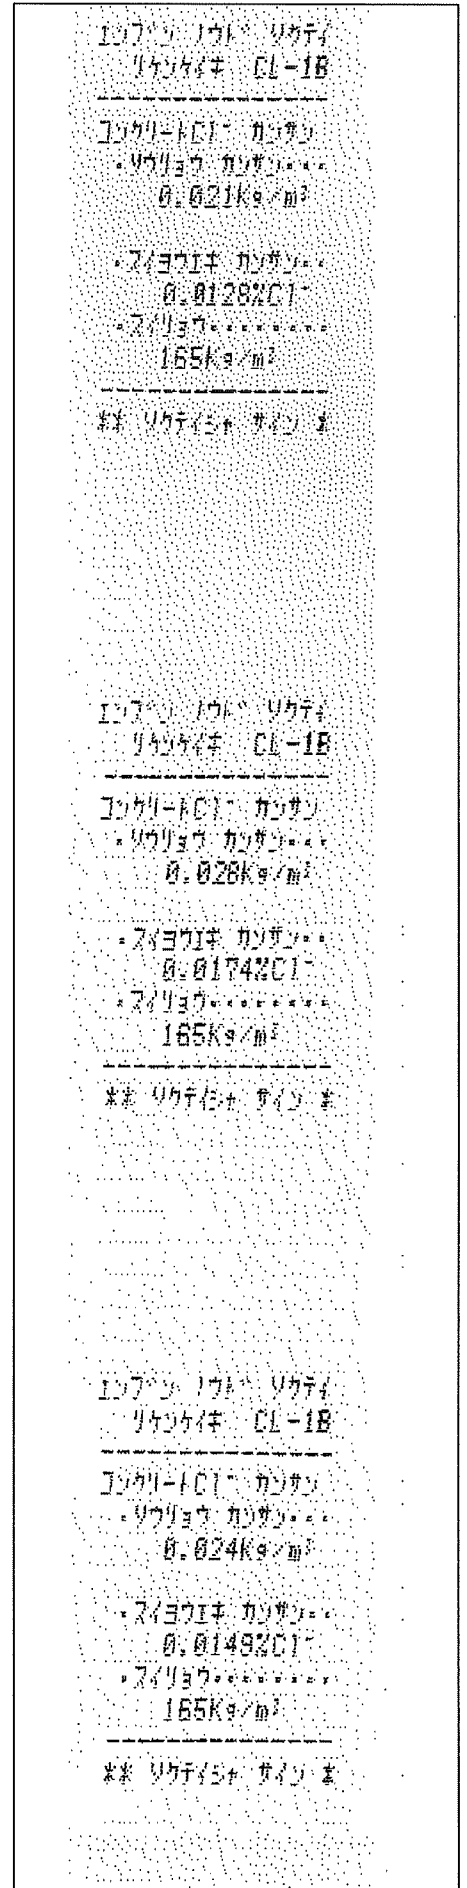 エンブン ノウド ソクテイ
リケンケイキ CL-1B
----------------
コンクリートCl⁻ カンサン
・ソウリョウ カンサン・・・
0.021Kg/m³
・スイヨウエキ カンサン・・
0.0128%Cl⁻
・スイリョウ・・・・・・・・
165Kg/m³
----------------
** ソクテイシャ サイン *
エンブン ノウド ソクテイ
リケンケイキ CL-1B
----------------
コンクリートCl⁻ カンサン
・ソウリョウ カンサン・・・
0.028Kg/m³
・スイヨウエキ カンサン・・
0.0174%Cl⁻
・スイリョウ・・・・・・・・
165Kg/m³
----------------
** ソクテイシャ サイン *
エンブン ノウド ソクテイ
リケンケイキ CL-1B
----------------
コンクリートCl⁻ カンサン
・ソウリョウ カンサン・・・
0.024Kg/m³
・スイヨウエキ カンサン・・
0.0149%Cl⁻
・スイリョウ・・・・・・・・
165Kg/m³
----------------
** ソクテイシャ サイン *